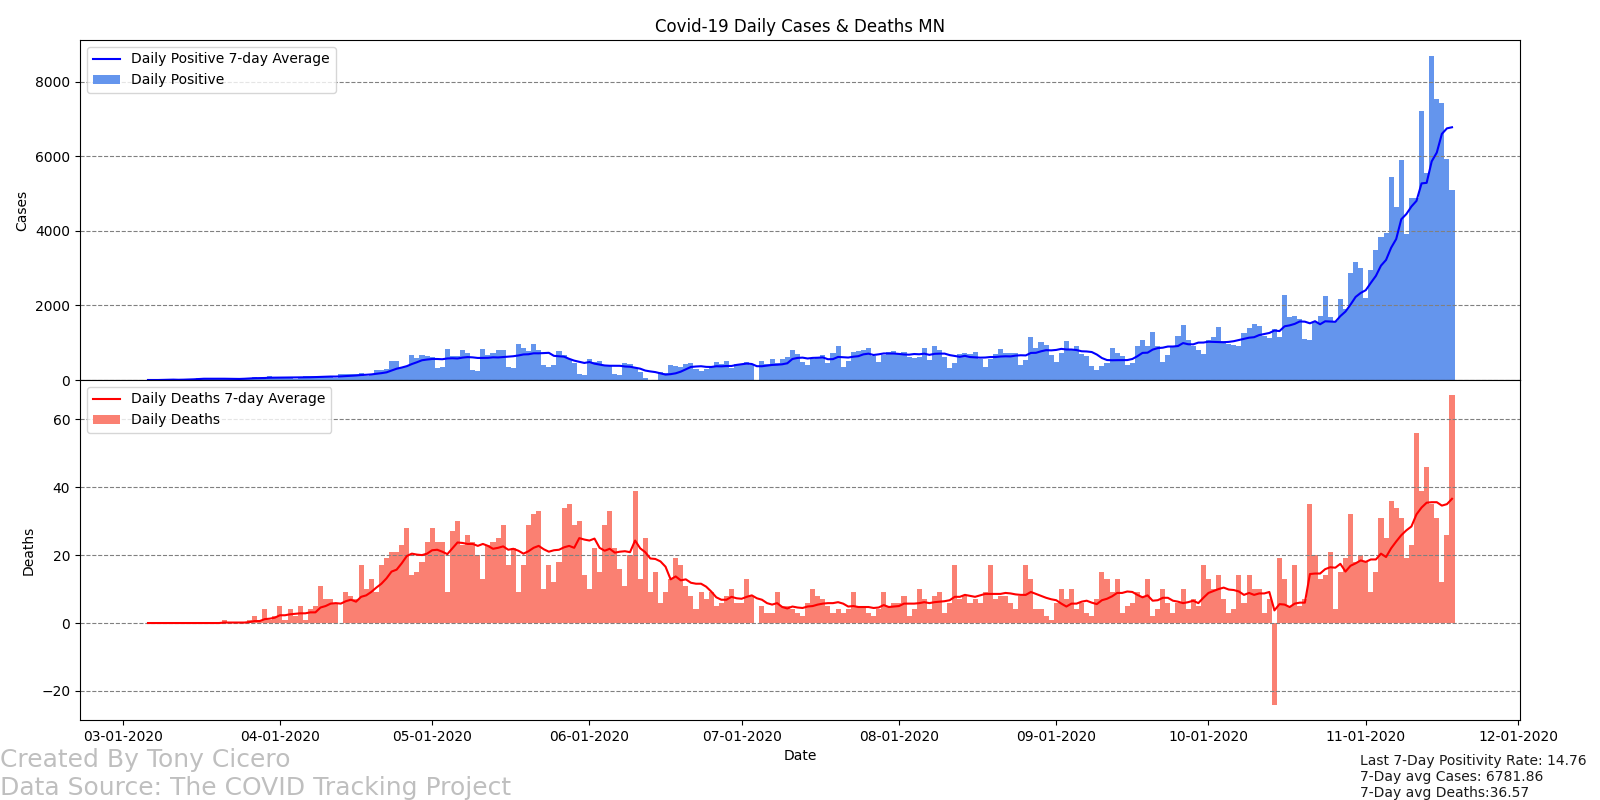 Covid-19 Daily Cases & Deaths MN
Daily Positive 7-day Average
Daily Positive
8000
6000
4000
2000
0
Cases
Daily Deaths 7-day Average
Daily Deaths
60
40
20
0
−20
Deaths
03-01-2020 04-01-2020 05-01-2020 06-01-2020 07-01-2020 08-01-2020 09-01-2020 10-01-2020 11-01-2020 12-01-2020
Date
Created By Tony Cicero
Data Source: The COVID Tracking Project
Last 7-Day Positivity Rate: 14.76
7-Day avg Cases: 6781.86
7-Day avg Deaths:36.57